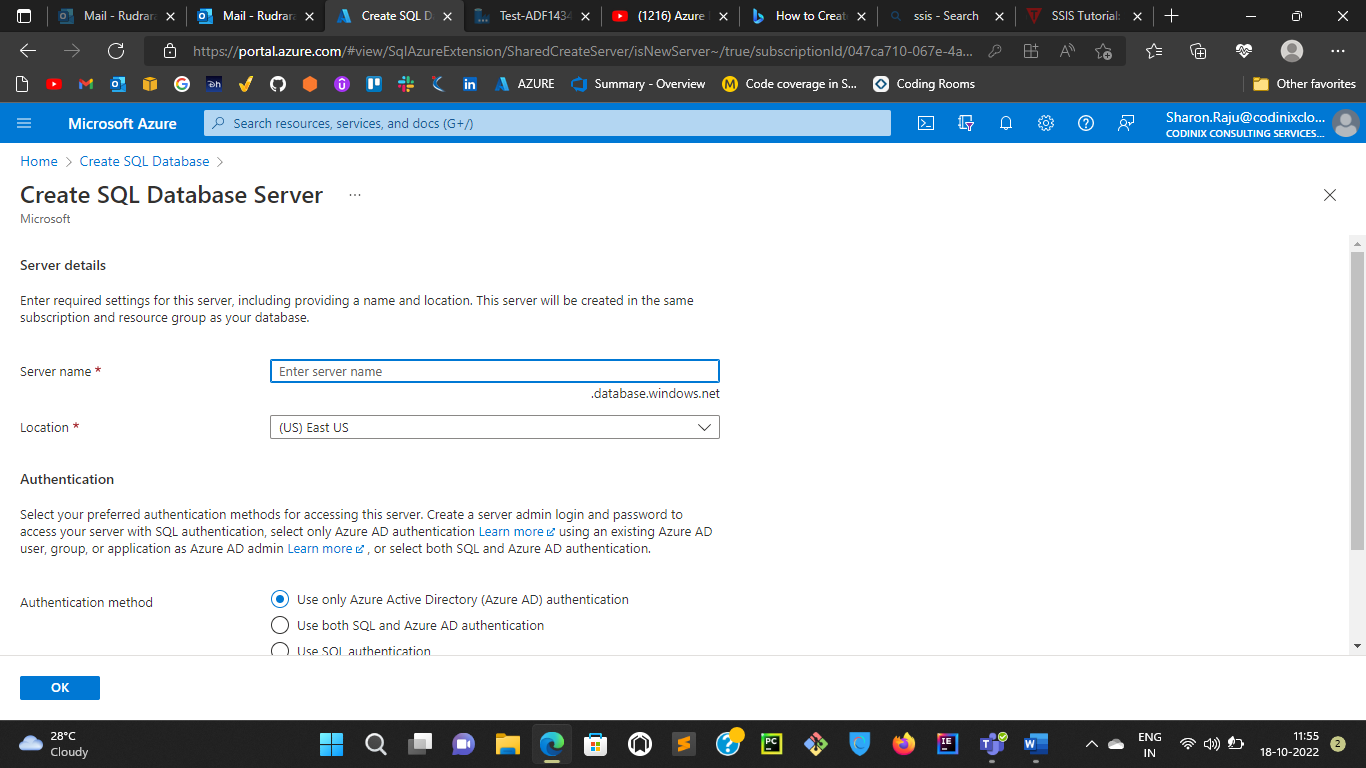 Mail - Rudrara
Mail - Rudrara
Create SQL D
Test-ADF1434
(1216) Azure
How to Create
ssis - Search
SSIS Tutorial:
https://portal.azure.com/#view/SqlAzureExtension/SharedCreateServer/isNewServer~/true/subscriptionId/047ca710-067e-4a...
AZURE
Summary - Overview
Code coverage in S...
Coding Rooms
Other favorites
Microsoft Azure
Search resources, services, and docs (G+/)
Sharon.Raju@codinixclo...
CODINIX CONSULTING SERVICES...
Home > Create SQL Database >
Create SQL Database Server ...
Microsoft
Server details
Enter required settings for this server, including providing a name and location. This server will be created in the same
subscription and resource group as your database.
Server name *
Enter server name
.database.windows.net
Location *
(US) East US
Authentication
Select your preferred authentication methods for accessing this server. Create a server admin login and password to
access your server with SQL authentication, select only Azure AD authentication Learn more using an existing Azure AD
user, group, or application as Azure AD admin Learn more , or select both SQL and Azure AD authentication.
Authentication method
Use only Azure Active Directory (Azure AD) authentication
Use both SQL and Azure AD authentication
Use SQL authentication
OK
28°C
Cloudy
ENG
IN
11:55
18-10-2022
2